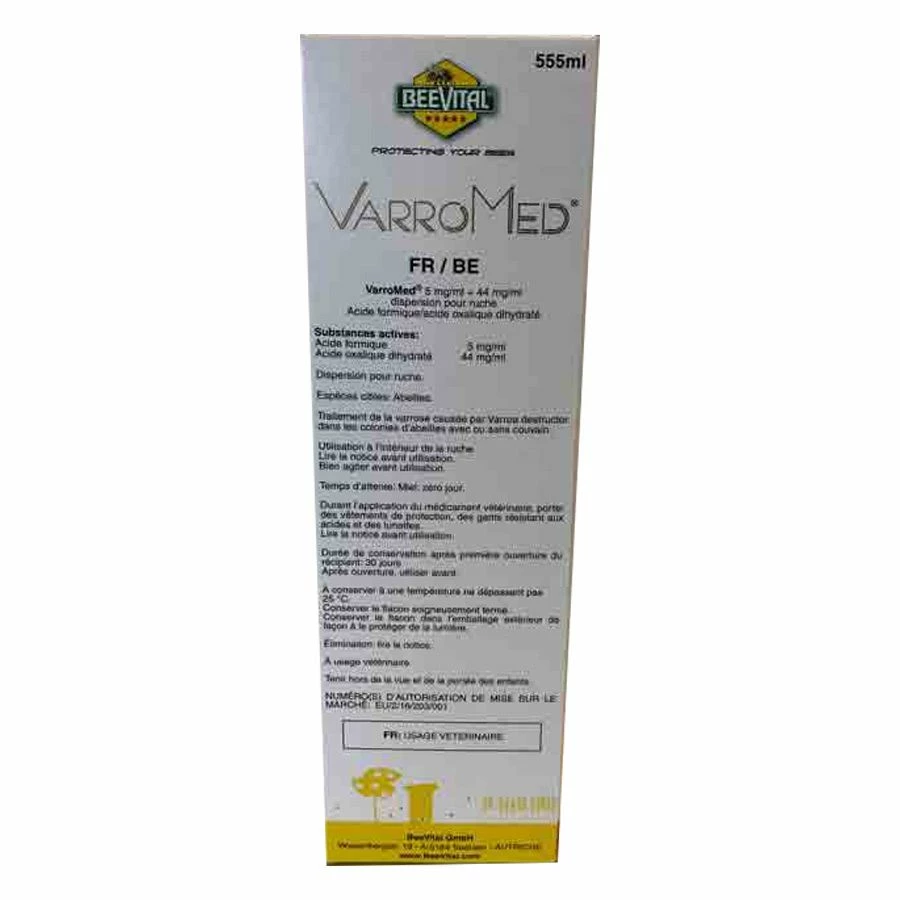 555ml
BEEVITAL
PROTECTING YOUR BEES
VARROMED®
FR / BE
VarroMed® 5 mg/ml + 44 mg/ml
dispersion pour ruche
Acide formique/acide oxalique dihydraté
Substances actives:
Acide formique 5 mg/ml
Acide oxalique dihydraté 44 mg/ml
Dispersion pour ruche.
Espèces cibles: Abeilles.
Traitement de la varrose causée par Varroa destructor
dans les colonies d'abeilles avec ou sans couvain.
Utilisation à l'intérieur de la ruche.
Lire la notice avant utilisation.
Bien agiter avant utilisation.
Temps d'attente: Miel: zéro jour.
Durant l'application du médicament vétérinaire, porter
des vêtements de protection, des gants résistant aux
acides et des lunettes.
Lire la notice avant utilisation.
Durée de conservation après première ouverture du
récipient: 30 jours
Après ouverture, utiliser avant
A conserver à une température ne dépassant pas
25 °C.
Conserver le flacon soigneusement fermé.
Conserver le flacon dans l'emballage extérieur de
façon à le protéger de la lumière.
Elimination: lire la notice.
A usage vétérinaire.
Tenir hors de la vue et de la portée des enfants.
NUMÉRO(S) D'AUTORISATION DE MISE SUR LE
MARCHÉ: EU/2/16/203/001
FR: USAGE VETERINAIRE
BeeVital GmbH
- AUTRICHE
www.BeeVital.com